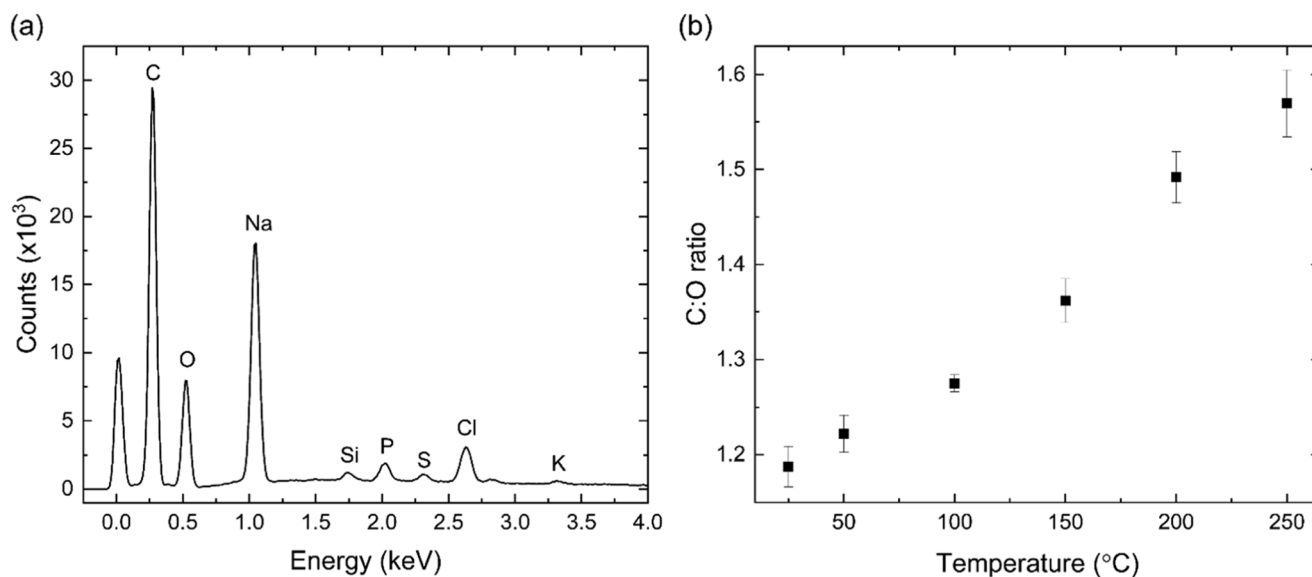 (a)
Counts (x10³)
30
25
20
15
10
5
0
C
O
Na
Si
P
S
Cl
K
0.0 0.5 1.0 1.5 2.0 2.5 3.0 3.5 4.0
Energy (keV)
(b)
C:O ratio
1.6
1.5
1.4
1.3
1.2
50 100 150 200 250
Temperature (°C)